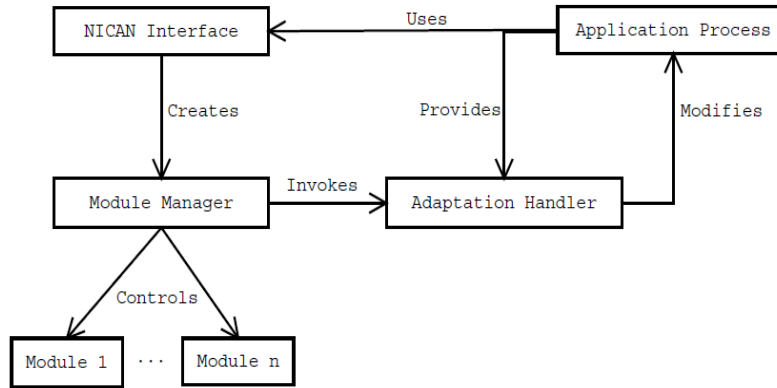 Uses
NICAN Interface
Application Process
Creates
Provides
Modifies
Module Manager
Invokes
Adaptation Handler
Controls
Module 1
...
Module n